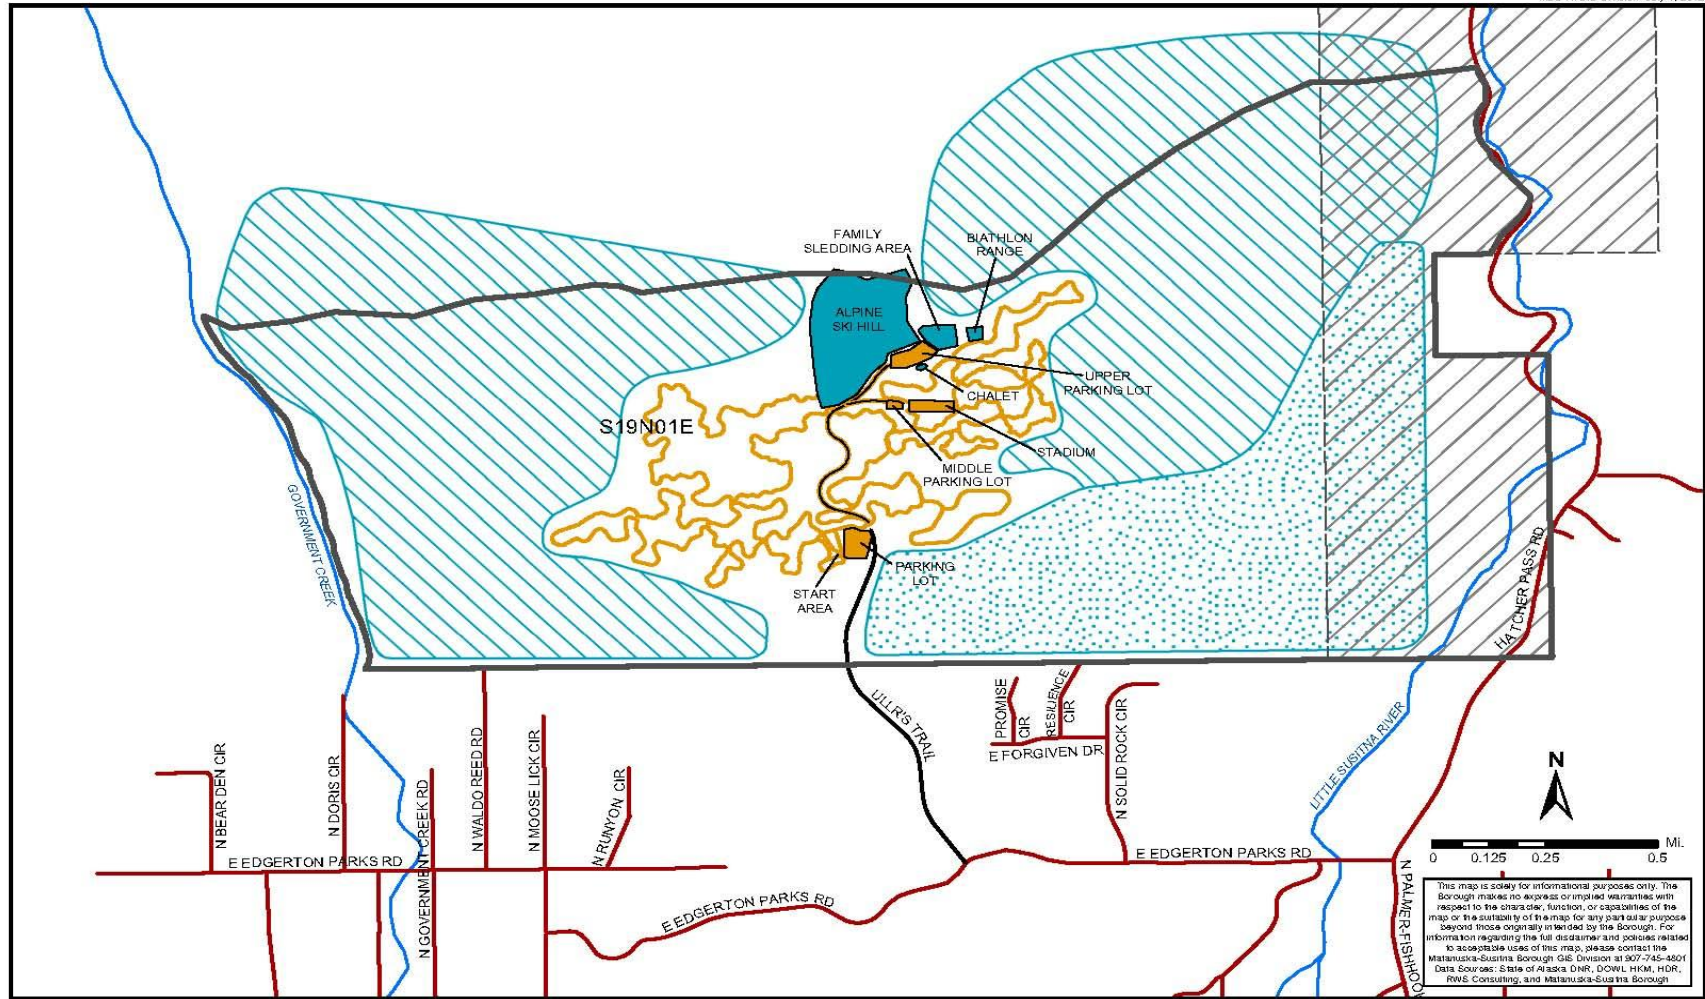 FAMILY
SLEDDING AREA
BIATHLON
RANGE
ALPINE
SKI HILL
UPPER
PARKING LOT
CHALET
S19N01E
STADIUM
MIDDLE
PARKING LOT
GOVERNMENT CREEK
PARKING
LOT
START
AREA
HATCHER PASS RD
ULLR'S TRAIL
PROMISE
CIR
RESILIENCE
CIR
E FORGIVEN DR
N SOLID ROCK CIR
LITTLE SUSITNA RIVER
N BEAR DEN CIR
N DORIS CIR
N GOVERNMENT CREEK RD
N WALDO REED RD
N MOOSE LICK CIR
N RUNYON CIR
N
E EDGERTON PARKS RD
E EDGERTON PARKS RD
E EDGERTON PARKS RD
Mi.
0 0.125 0.25 0.5
N PALMER-FISHHOOK
This map is solely for informational purposes only. The
Borough makes no express or implied warranties with
respect to the character, function, or capabilities of the
map or the suitability of the map for any particular purpose
beyond those originally intended by the Borough. For
information regarding the full disclaimer and policies related
to acceptable uses of this map, please contact the
Matanuska-Susitna Borough GIS Division at 907-745-4801
Data Sources: State of Alaska DNR, DOWL HKM, HDR,
RWS Consulting, and Matanuska-Susitna Borough